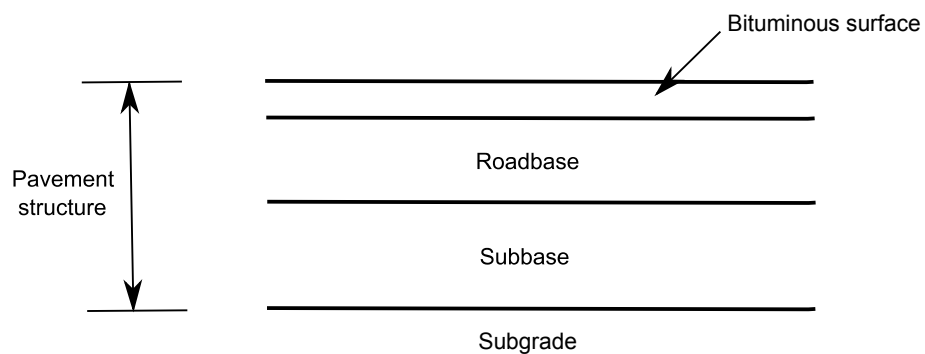 Bituminous surface
Roadbase
Pavement
structure
Subbase
Subgrade